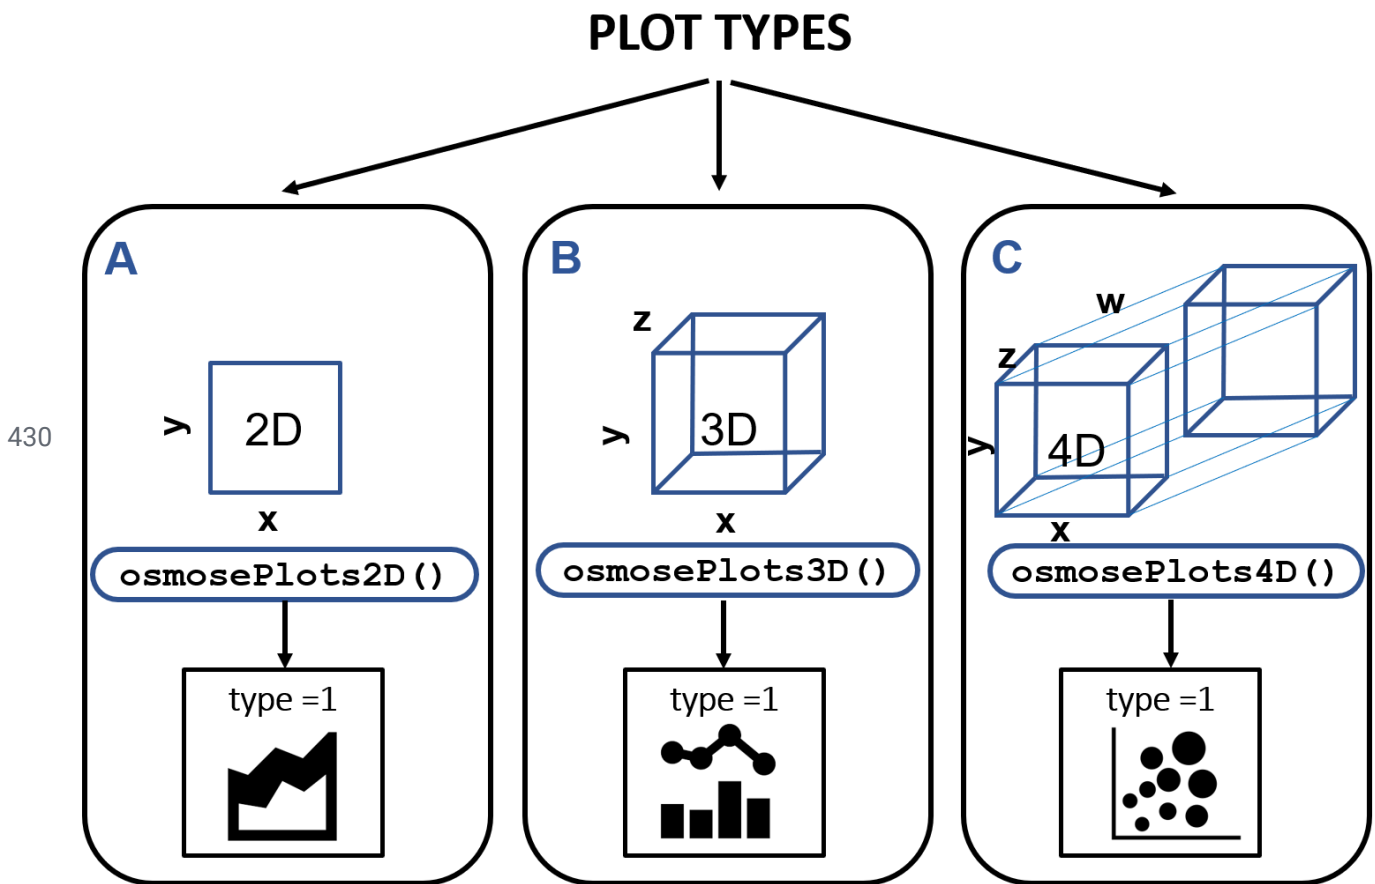 PLOT TYPES
A
y
2D
x
osmosePlots2D()
type =1
B
z
y
3D
x
osmosePlots3D()
type =1
C
w
z
y
4D
x
osmosePlots4D()
type =1
430